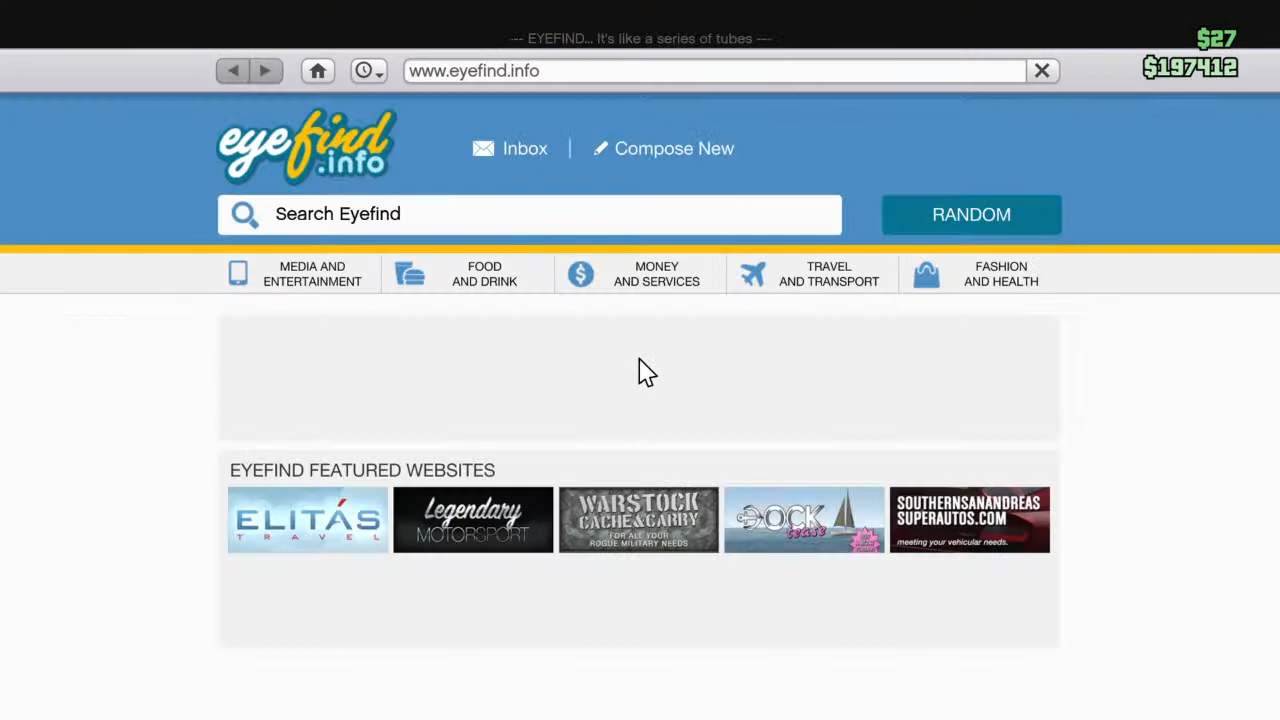 --- EYEFIND... It's like a series of tubes ---
$27
$197412
www.eyefind.info
eyefind
.info
Inbox
Compose New
Search Eyefind
RANDOM
MEDIA AND
ENTERTAINMENT
FOOD
AND DRINK
MONEY
AND SERVICES
TRAVEL
AND TRANSPORT
FASHION
AND HEALTH
EYEFIND FEATURED WEBSITES
ELITÁS
TRAVEL
Legendary
MOTORSPORT
WARSTOCK
CACHE&CARRY
FOR ALL YOUR
ROGUE MILITARY NEEDS
DOCK
tease
SOUTHERNSANANDREAS
SUPERAUTOS.COM
meeting your vehicular needs.